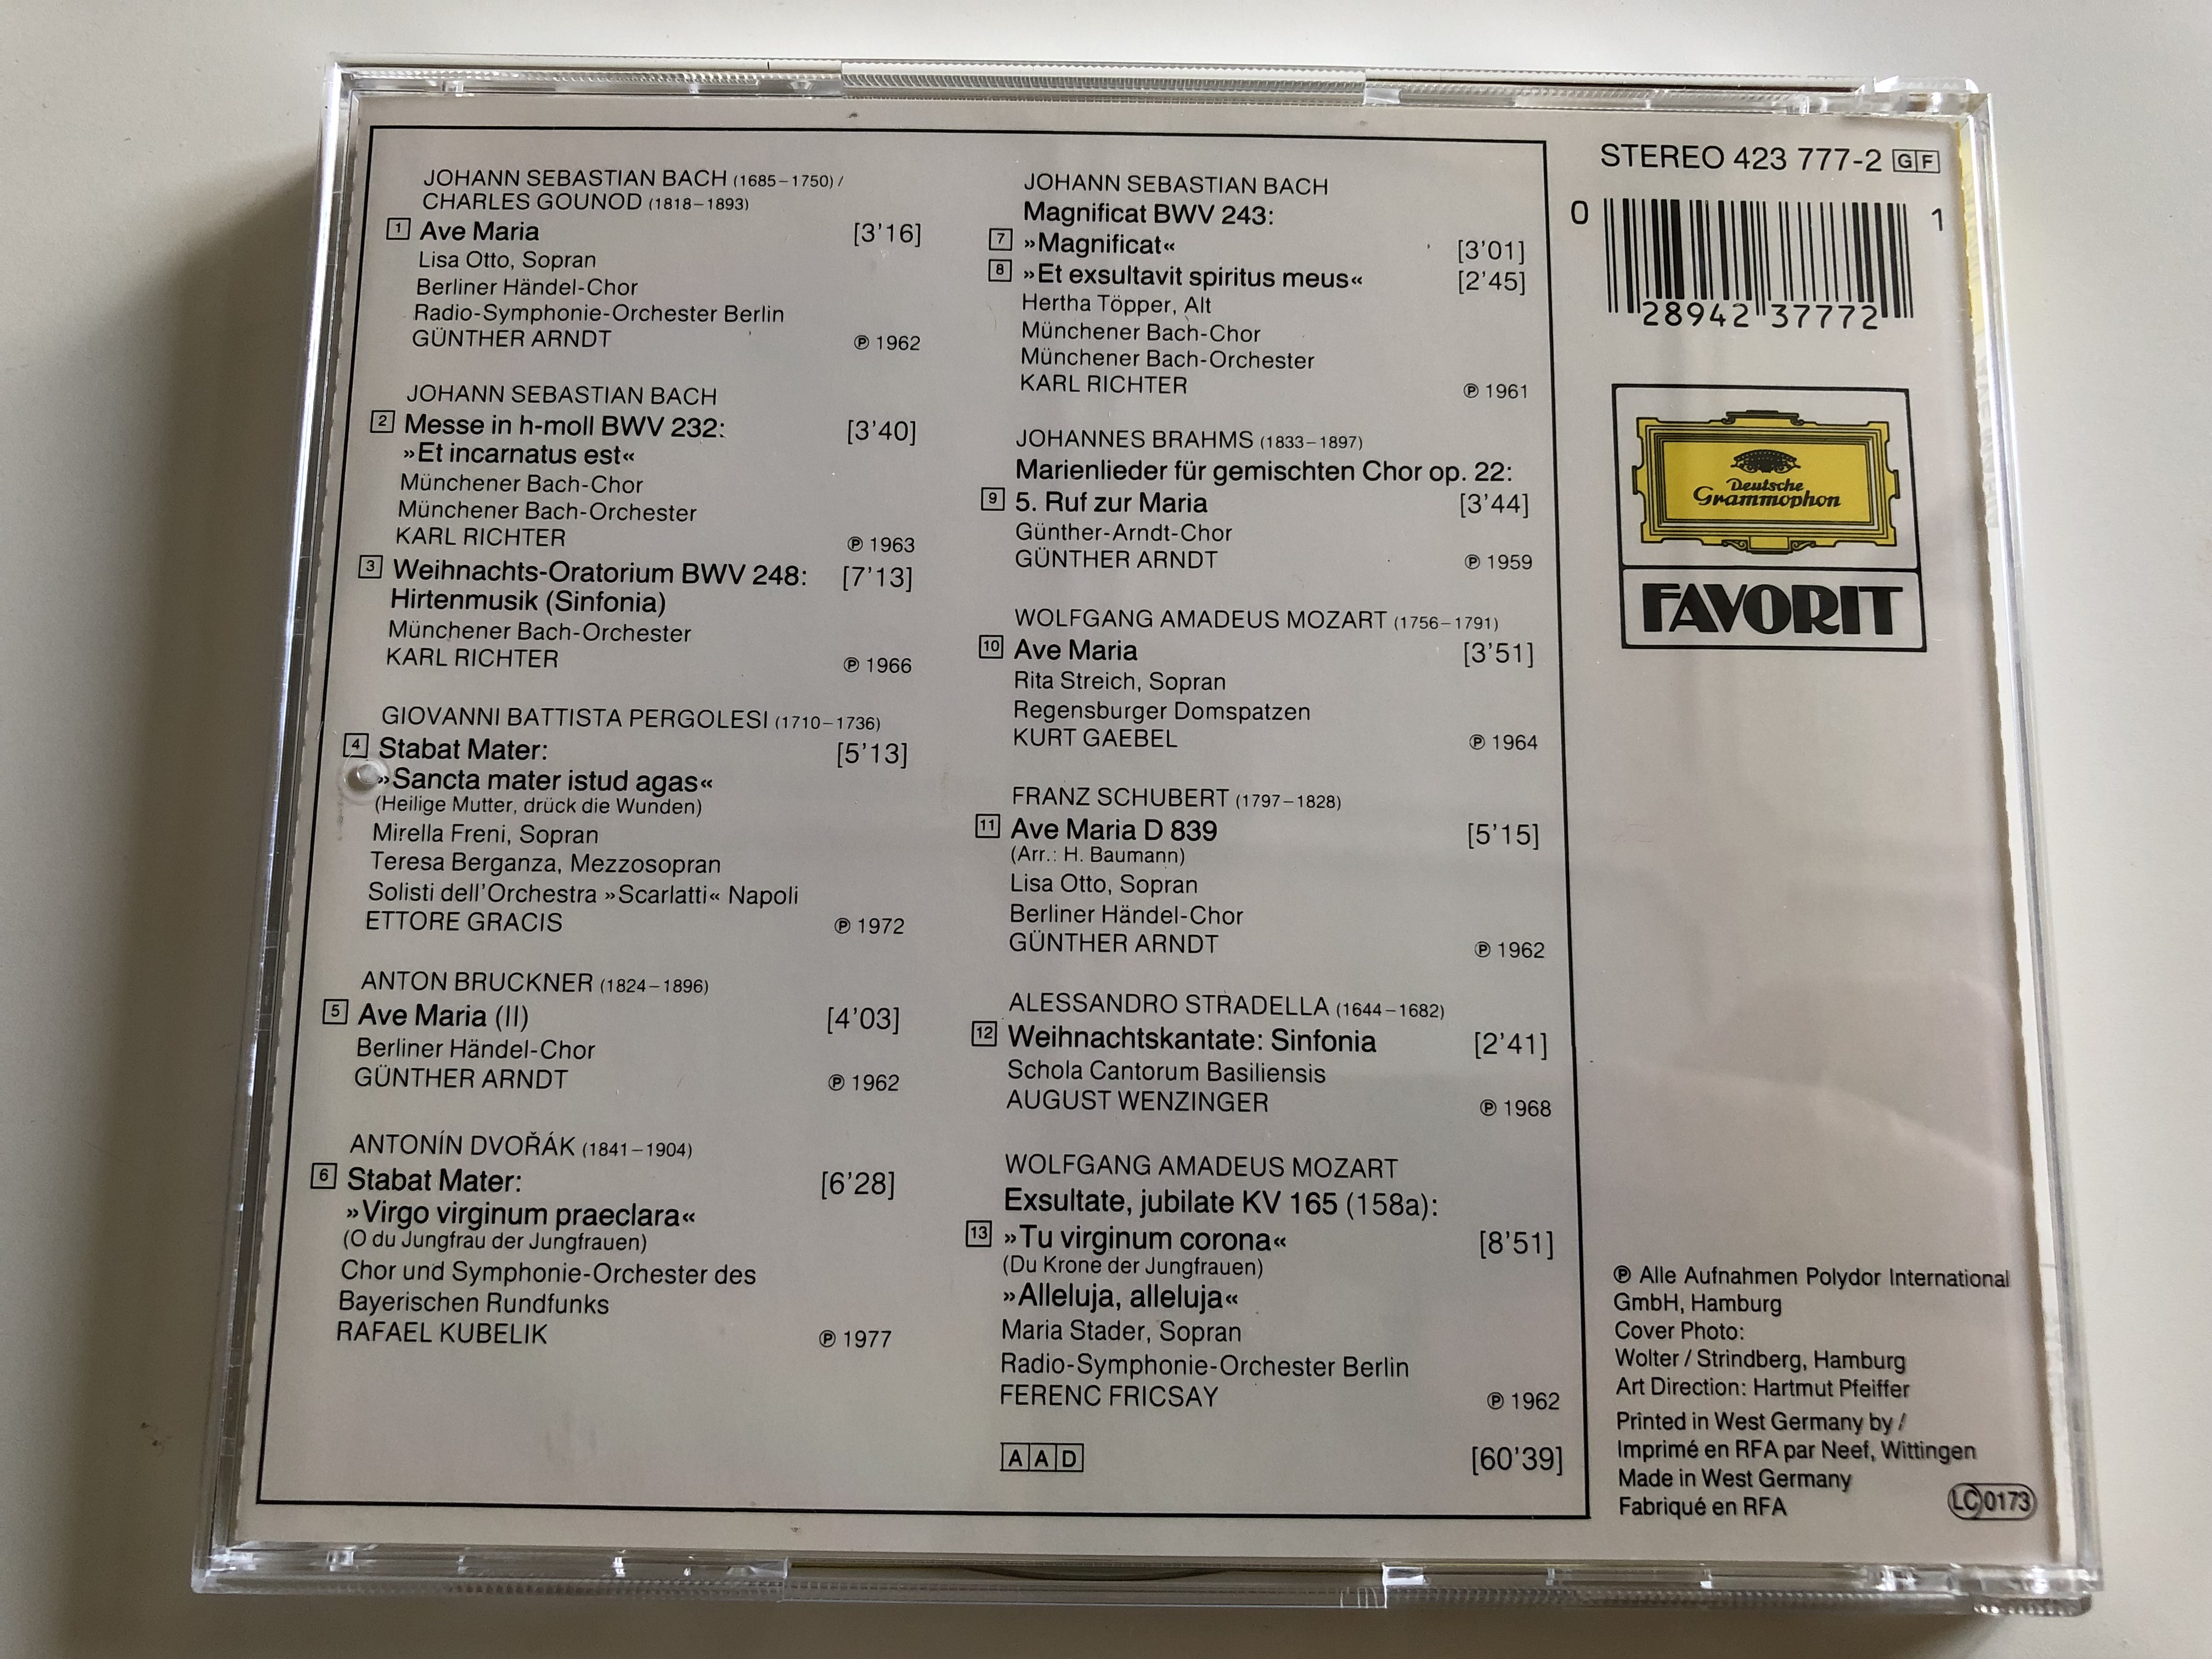 JOHANN SEBASTIAN BACH (1685–1750) /
CHARLES GOUNOD (1818–1893)
1 Ave Maria [3’16]
Lisa Otto, Sopran
Berliner Händel-Chor
Radio-Symphonie-Orchester Berlin
GÜNTHER ARNDT ℗ 1962
JOHANN SEBASTIAN BACH
2 Messe in h-moll BWV 232: [3’40]
»Et incarnatus est«
Münchener Bach-Chor
Münchener Bach-Orchester
KARL RICHTER ℗ 1963
3 Weihnachts-Oratorium BWV 248: [7’13]
Hirtenmusik (Sinfonia)
Münchener Bach-Orchester
KARL RICHTER ℗ 1966
GIOVANNI BATTISTA PERGOLESI (1710–1736)
4 Stabat Mater: [5’13]
»Sancta mater istud agas«
(Heilige Mutter, drück die Wunden)
Mirella Freni, Sopran
Teresa Berganza, Mezzosopran
Solisti dell’Orchestra »Scarlatti« Napoli
ETTORE GRACIS ℗ 1972
ANTON BRUCKNER (1824–1896)
5 Ave Maria (II) [4’03]
Berliner Händel-Chor
GÜNTHER ARNDT ℗ 1962
ANTONÍN DVOŘÁK (1841–1904)
6 Stabat Mater: [6’28]
»Virgo virginum praeclara«
(O du Jungfrau der Jungfrauen)
Chor und Symphonie-Orchester des
Bayerischen Rundfunks
RAFAEL KUBELIK ℗ 1977
JOHANN SEBASTIAN BACH
Magnificat BWV 243:
7 »Magnificat« [3’01]
8 »Et exsultavit spiritus meus« [2’45]
Hertha Töpper, Alt
Münchener Bach-Chor
Münchener Bach-Orchester
KARL RICHTER ℗ 1961
JOHANNES BRAHMS (1833–1897)
Marienlieder für gemischten Chor op. 22:
9 5. Ruf zur Maria [3’44]
Günther-Arndt-Chor
GÜNTHER ARNDT ℗ 1959
WOLFGANG AMADEUS MOZART (1756–1791)
10 Ave Maria [3’51]
Rita Streich, Sopran
Regensburger Domspatzen
KURT GAEBEL ℗ 1964
FRANZ SCHUBERT (1797–1828)
11 Ave Maria D 839 [5’15]
(Arr.: H. Baumann)
Lisa Otto, Sopran
Berliner Händel-Chor
GÜNTHER ARNDT ℗ 1962
ALESSANDRO STRADELLA (1644–1682)
12 Weihnachtskantate: Sinfonia [2’41]
Schola Cantorum Basiliensis
AUGUST WENZINGER ℗ 1968
WOLFGANG AMADEUS MOZART
Exsultate, jubilate KV 165 (158a):
13 »Tu virginum corona« [8’51]
(Du Krone der Jungfrauen)
»Alleluja, alleluja«
Maria Stader, Sopran
Radio-Symphonie-Orchester Berlin
FERENC FRICSAY ℗ 1962
AAD [60’39]
STEREO 423 777-2 GF
0 28942 37772 1
Deutsche
Grammophon
FAVORIT
℗ Alle Aufnahmen Polydor International
GmbH, Hamburg
Cover Photo:
Wolter / Strindberg, Hamburg
Art Direction: Hartmut Pfeiffer
Printed in West Germany by /
Imprimé en RFA par Neef, Wittingen
Made in West Germany
Fabriqué en RFA
LC 0173